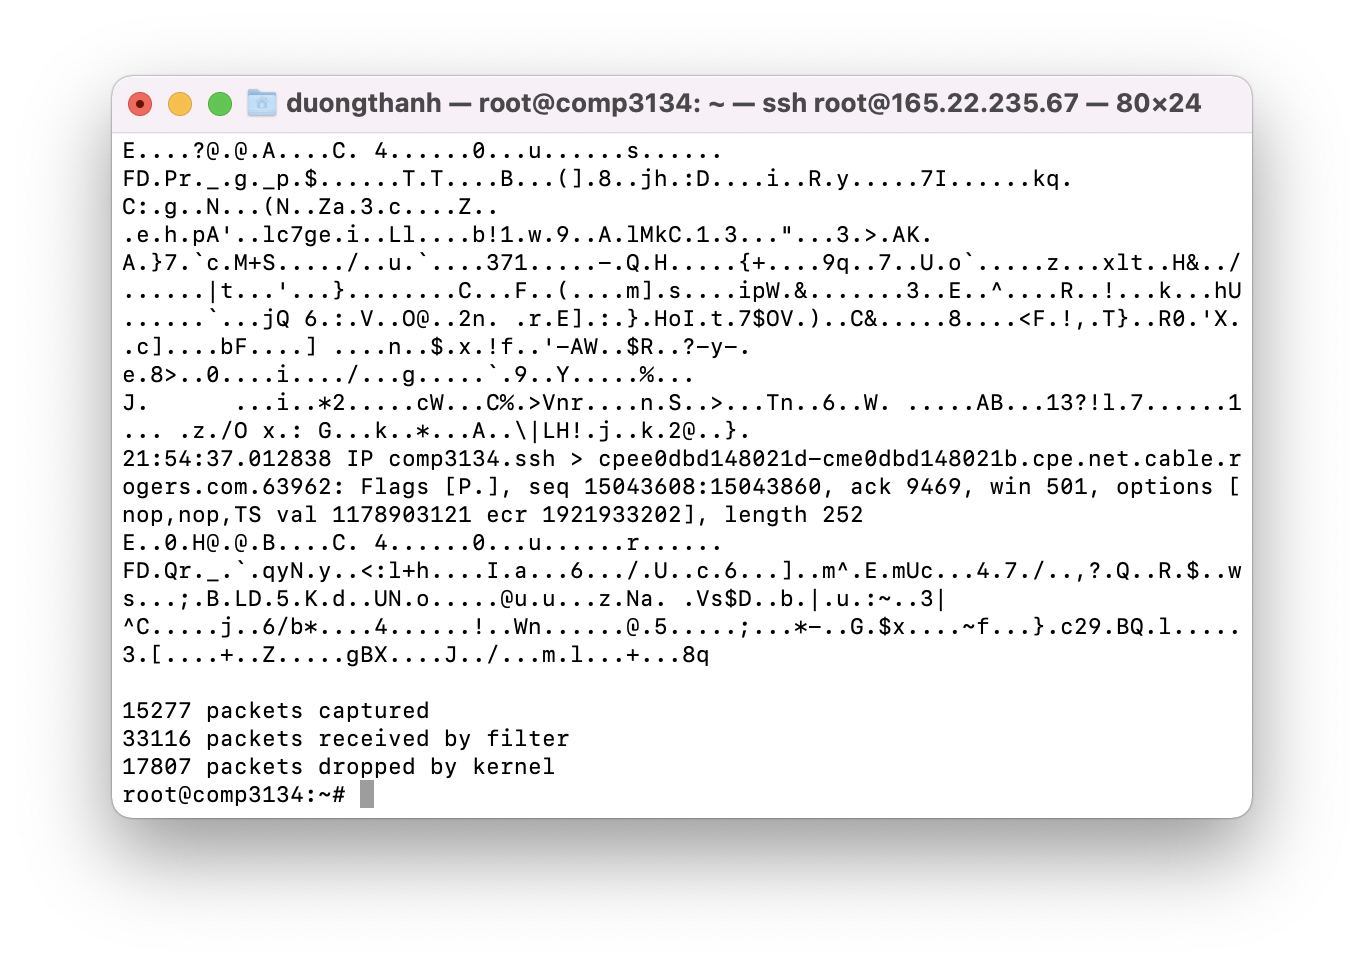 duongthanh — root@comp3134: ~ — ssh root@165.22.235.67 — 80×24
E....?@.@.A....C. 4......0...u......s......
FD.Pr._.g._p.$......T.T....B...(].8..jh.:D....i..R.y.....7I......kq.
C:.g..N...(N..Za.3.c....Z..
.e.h.pA'..lc7ge.i..Ll....b!1.w.9..A.lMkC.1.3..."...3.>.AK.
A.}7.`c.M+S...../..u.`....371.....-.Q.H.....{+....9q..7..U.o`.....z...xlt..H&../
......|t...'...}........C...F..(....m].s....ipW.&.......3..E..^....R..!...k...hU
......`...jQ 6.:.V..O@..2n. .r.E].:.}.HoI.t.7$OV.)..C&.....8....<F.!,.T}..R0.'X.
.c]....bF....] ....n..$.x.!f..'-AW..$R..?-y-.
e.8>..0....i..../...g.....`.9..Y.....%...
J.      ...i..*2.....cW...C%.>Vnr....n.S..>...Tn..6..W. .....AB...13?!l.7......1
... .z./O x.: G...k..*...A..\|LH!.j..k.2@..}.
21:54:37.012838 IP comp3134.ssh > cpee0dbd148021d-cme0dbd148021b.cpe.net.cable.r
ogers.com.63962: Flags [P.], seq 15043608:15043860, ack 9469, win 501, options [
nop,nop,TS val 1178903121 ecr 1921933202], length 252
E..0.H@.@.B....C. 4......0...u......r......
FD.Qr._.`.qyN.y..<:l+h....I.a...6.../.U..c.6...]..m^.E.mUc...4.7./..,?.Q..R.$..w
s...;.B.LD.5.K.d..UN.o.....@u.u...z.Na. .Vs$D..b.|.u.:~..3|
^C.....j..6/b*....4......!..Wn......@.5.....;...*-..G.$x....~f...}.c29.BQ.l.....
3.[....+..Z.....gBX....J../...m.l...+...8q
15277 packets captured
33116 packets received by filter
17807 packets dropped by kernel
root@comp3134:~#